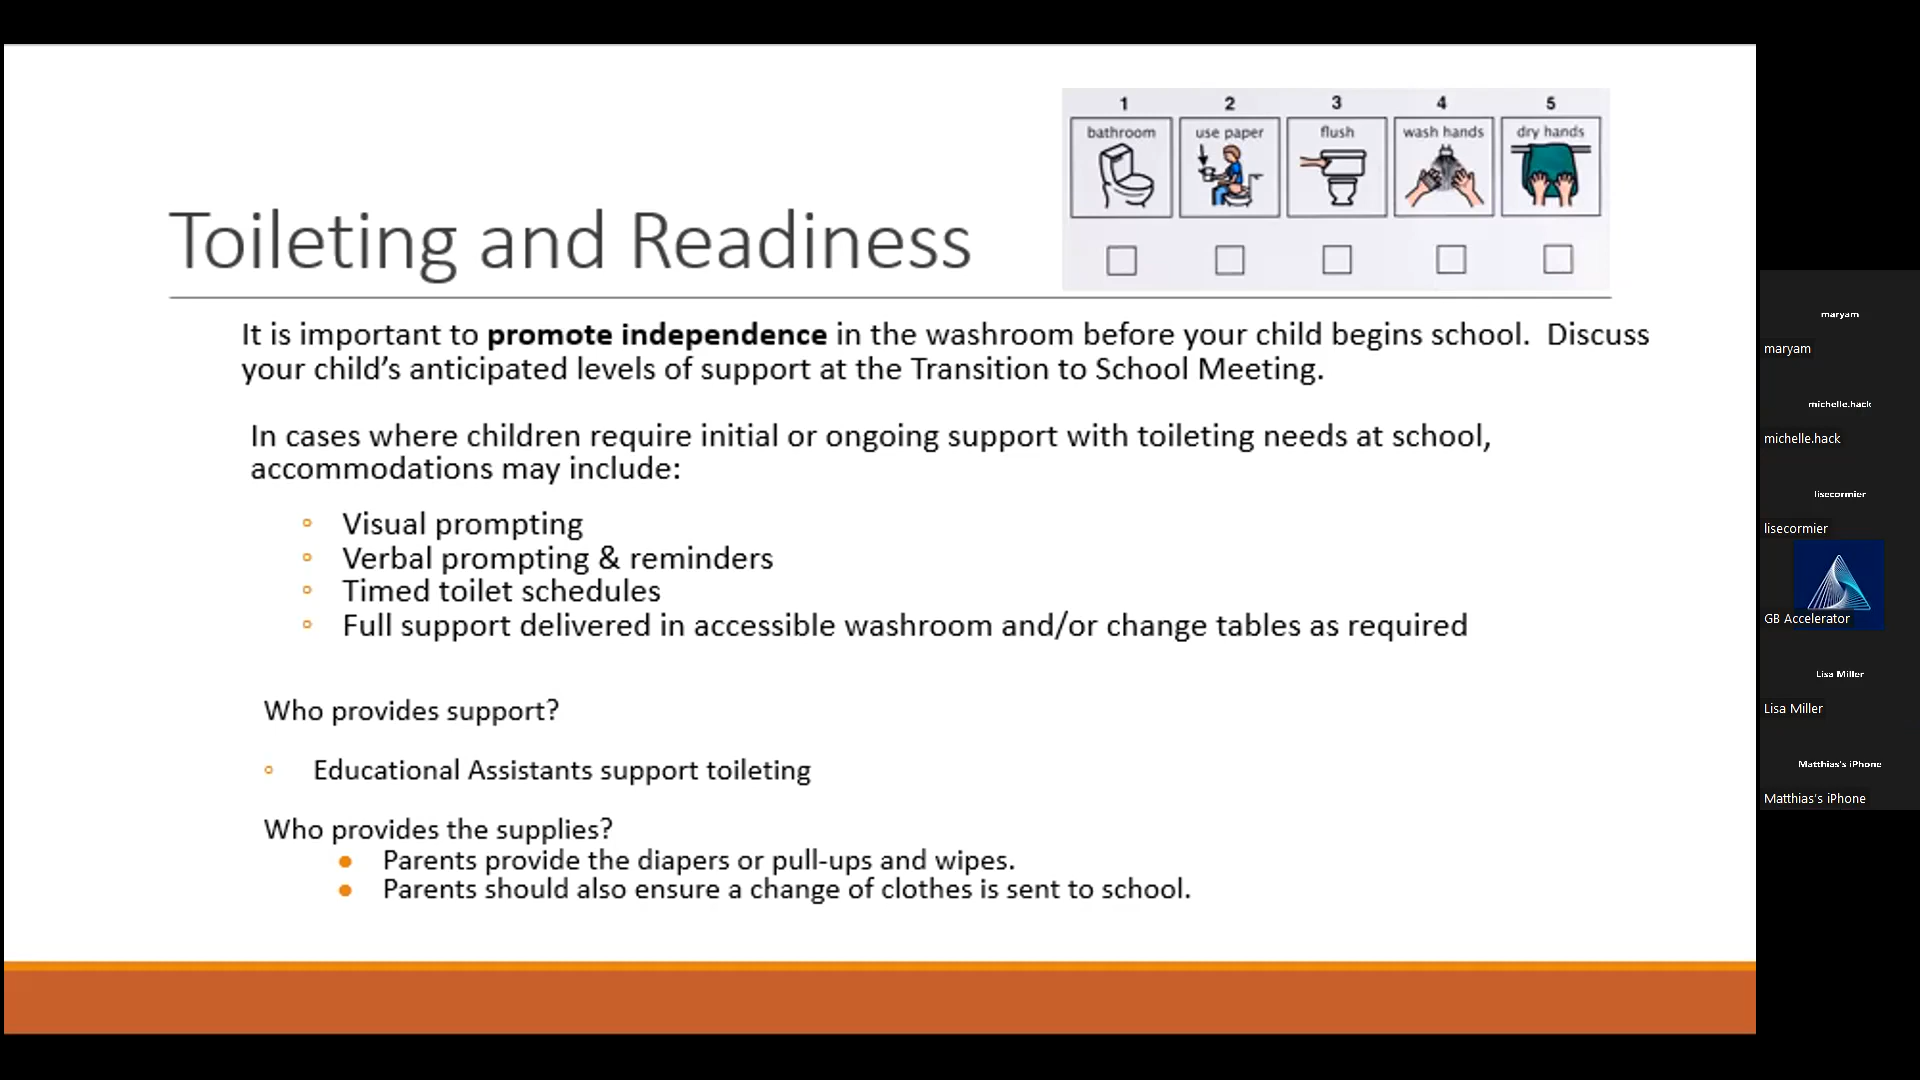 1 2 3 4 5
bathroom use paper flush wash hands dry hands
Toileting and Readiness
It is important to promote independence in the washroom before your child begins school. Discuss
your child’s anticipated levels of support at the Transition to School Meeting.
In cases where children require initial or ongoing support with toileting needs at school,
accommodations may include:
Visual prompting
Verbal prompting & reminders
Timed toilet schedules
Full support delivered in accessible washroom and/or change tables as required
Who provides support?
Educational Assistants support toileting
Who provides the supplies?
Parents provide the diapers or pull-ups and wipes.
Parents should also ensure a change of clothes is sent to school.
maryam
maryam
michelle.hack
michelle.hack
lisecormier
lisecormier
GB Accelerator
Lisa Miller
Lisa Miller
Matthias's iPhone
Matthias's iPhone